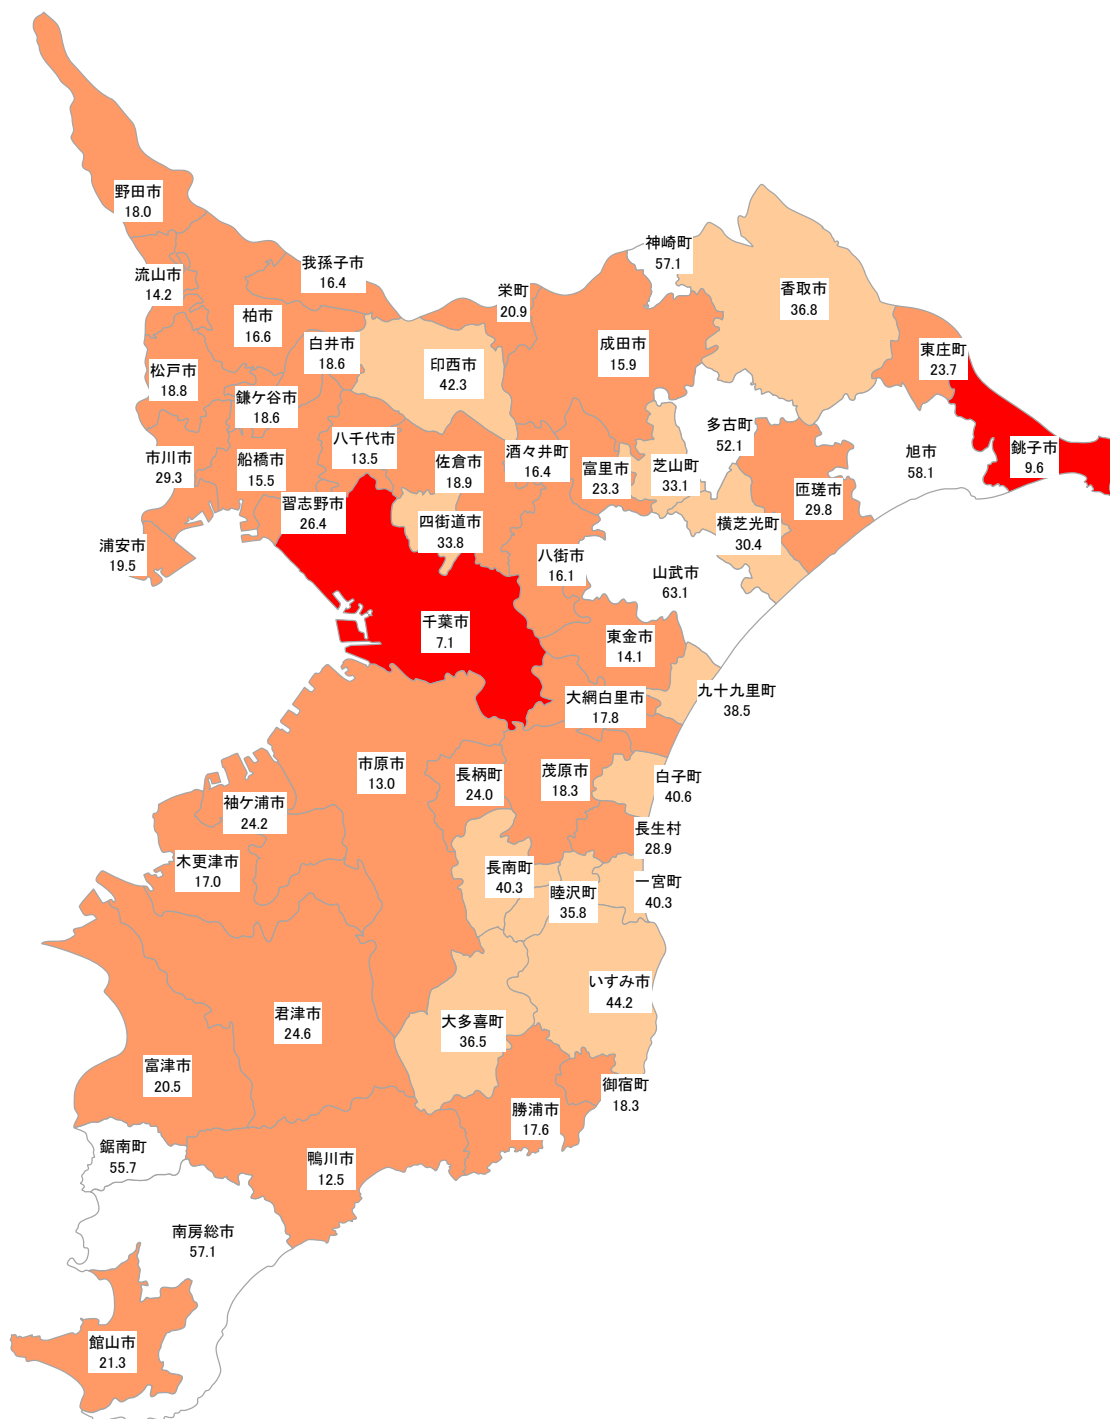 野田市
18.0
流山市
14.2
我孫子市
16.4
柏市
16.6
白井市
18.6
松戸市
18.8
鎌ケ谷市
18.6
市川市
29.3
船橋市
15.5
八千代市
13.5
習志野市
26.4
浦安市
19.5
印西市
42.3
栄町
20.9
成田市
15.9
神崎町
57.1
香取市
36.8
東庄町
23.7
銚子市
9.6
旭市
58.1
多古町
52.1
匝瑳市
29.8
佐倉市
18.9
酒々井町
16.4
富里市
23.3
芝山町
33.1
横芝光町
30.4
四街道市
33.8
八街市
16.1
山武市
63.1
千葉市
7.1
東金市
14.1
九十九里町
38.5
大網白里市
17.8
市原市
13.0
長柄町
24.0
茂原市
18.3
白子町
40.6
長生村
28.9
袖ケ浦市
24.2
木更津市
17.0
長南町
40.3
睦沢町
35.8
一宮町
40.3
いすみ市
44.2
君津市
24.6
大多喜町
36.5
富津市
20.5
御宿町
18.3
勝浦市
17.6
鋸南町
55.7
鴨川市
12.5
南房総市
57.1
館山市
21.3